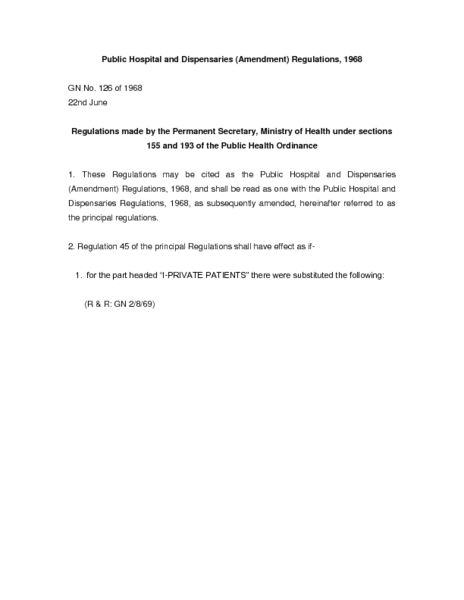 Public Hospital and Dispensaries (Amendment) Regulations, 1968
GN No. 126 of 1968
22nd June
Regulations made by the Permanent Secretary, Ministry of Health under sections
155 and 193 of the Public Health Ordinance
1. These Regulations may be cited as the Public Hospital and Dispensaries
(Amendment) Regulations, 1968, and shall be read as one with the Public Hospital and
Dispensaries Regulations, 1968, as subsequently amended, hereinafter referred to as
the principal regulations.
2. Regulation 45 of the principal Regulations shall have effect as if-
1. for the part headed "I-PRIVATE PATIENTS" there were substituted the following:
(R & R: GN 2/8/69)